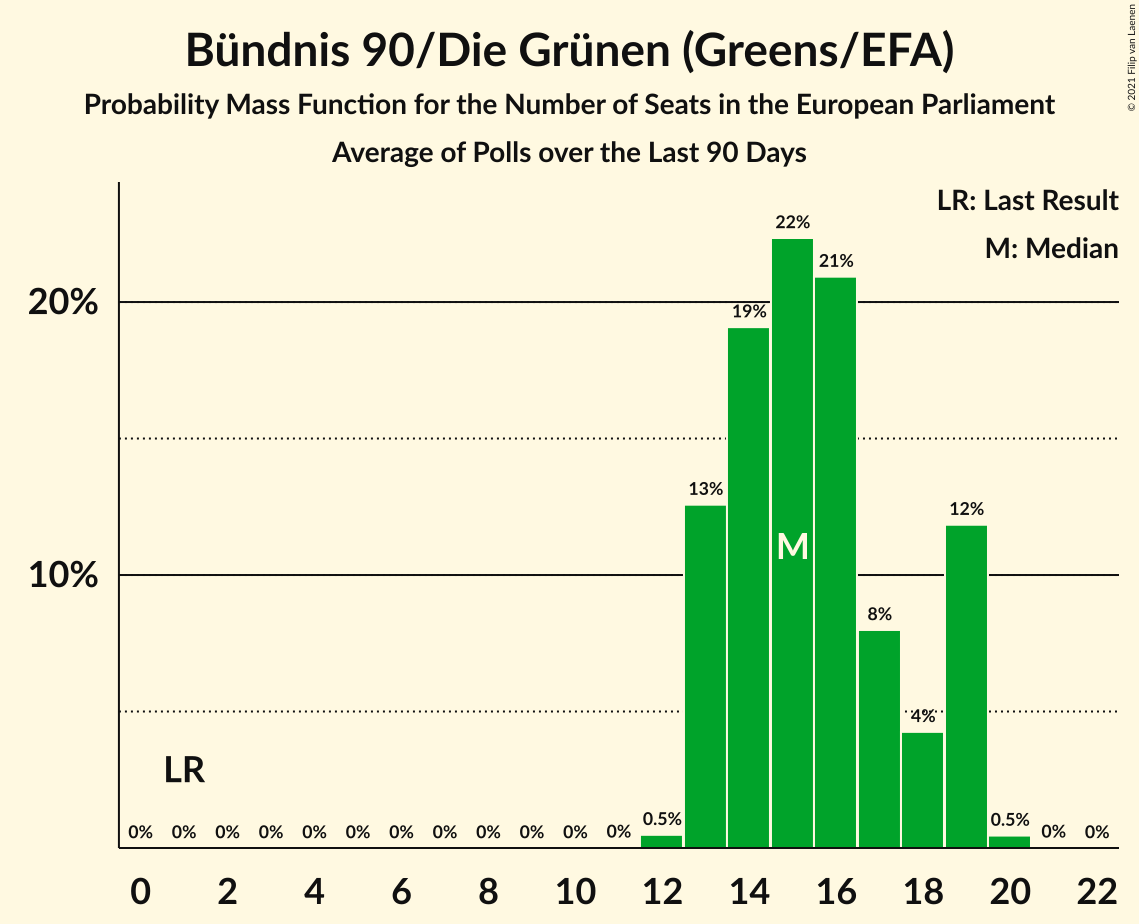 Bündnis 90/Die Grünen (Greens/EFA)
Probability Mass Function for the Number of Seats in the European Parliament
Average of Polls over the Last 90 Days
© 2021 Filip van Laenen
LR: Last Result
M: Median
20%
10%
22%
21%
19%
13%
12%
8%
4%
M
LR
0% 0% 0% 0% 0% 0% 0% 0% 0% 0% 0% 0% 0.5% 0.5% 0% 0%
0 2 4 6 8 10 12 14 16 18 20 22